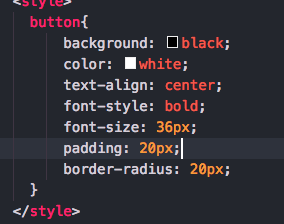 <style>
button{
background: black;
color: white;
text-align: center;
font-style: bold;
font-size: 36px;
padding: 20px;
border-radius: 20px;
}
</style>